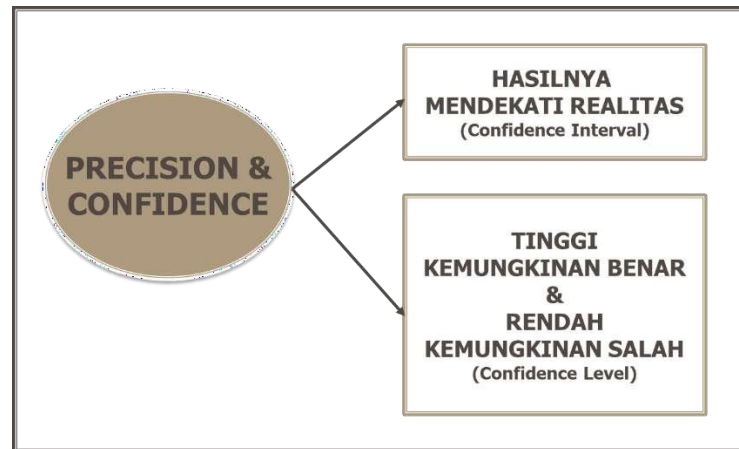 PRECISION &
CONFIDENCE
HASILNYA
MENDEKATI REALITAS
(Confidence Interval)
TINGGI
KEMUNGKINAN BENAR
&
RENDAH
KEMUNGKINAN SALAH
(Confidence Level)